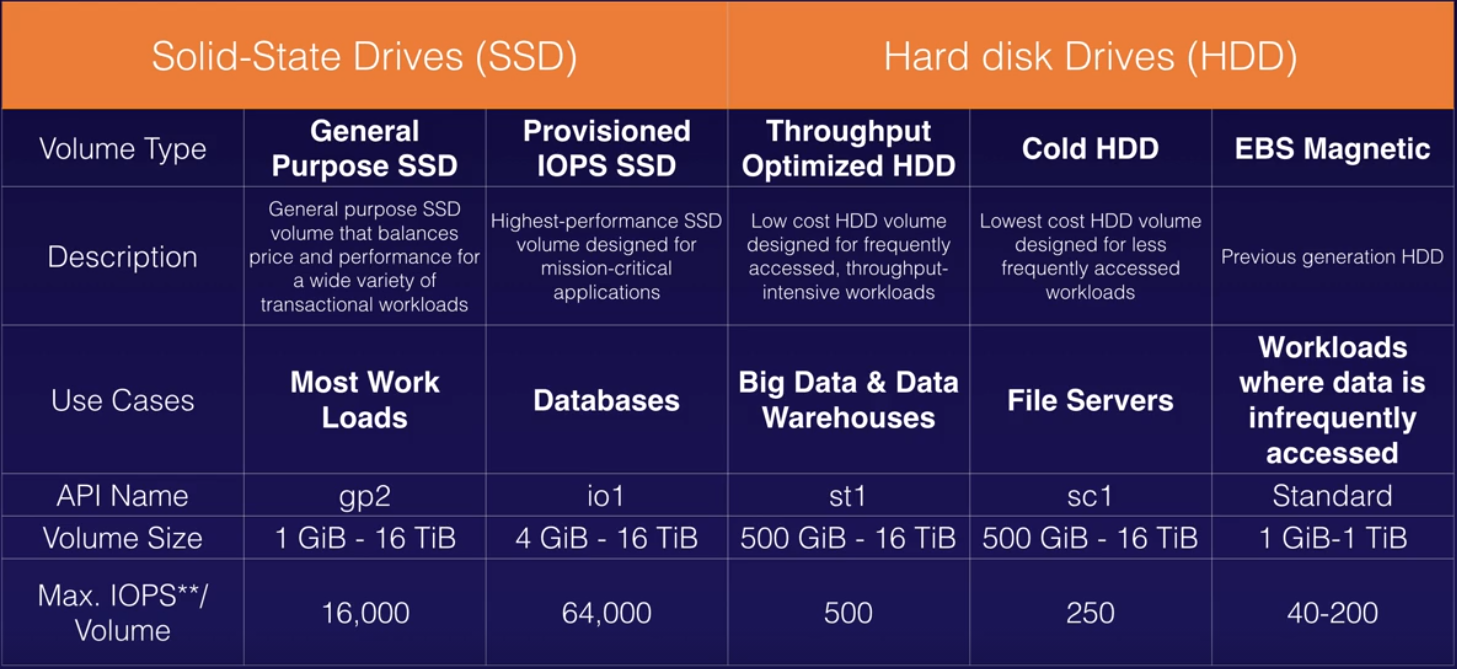 Solid-State Drives (SSD)
Hard disk Drives (HDD)
Volume Type
General
Purpose SSD
Provisioned
IOPS SSD
Throughput
Optimized HDD
Cold HDD
EBS Magnetic
Description
General purpose SSD
volume that balances
price and performance for
a wide variety of
transactional workloads
Highest-performance SSD
volume designed for
mission-critical
applications
Low cost HDD volume
designed for frequently
accessed, throughput-
intensive workloads
Lowest cost HDD volume
designed for less
frequently accessed
workloads
Previous generation HDD
Use Cases
Most Work
Loads
Databases
Big Data & Data
Warehouses
File Servers
Workloads
where data is
infrequently
accessed
API Name
gp2
io1
st1
sc1
Standard
Volume Size
1 GiB - 16 TiB
4 GiB - 16 TiB
500 GiB - 16 TiB
500 GiB - 16 TiB
1 GiB-1 TiB
Max. IOPS**/
Volume
16,000
64,000
500
250
40-200